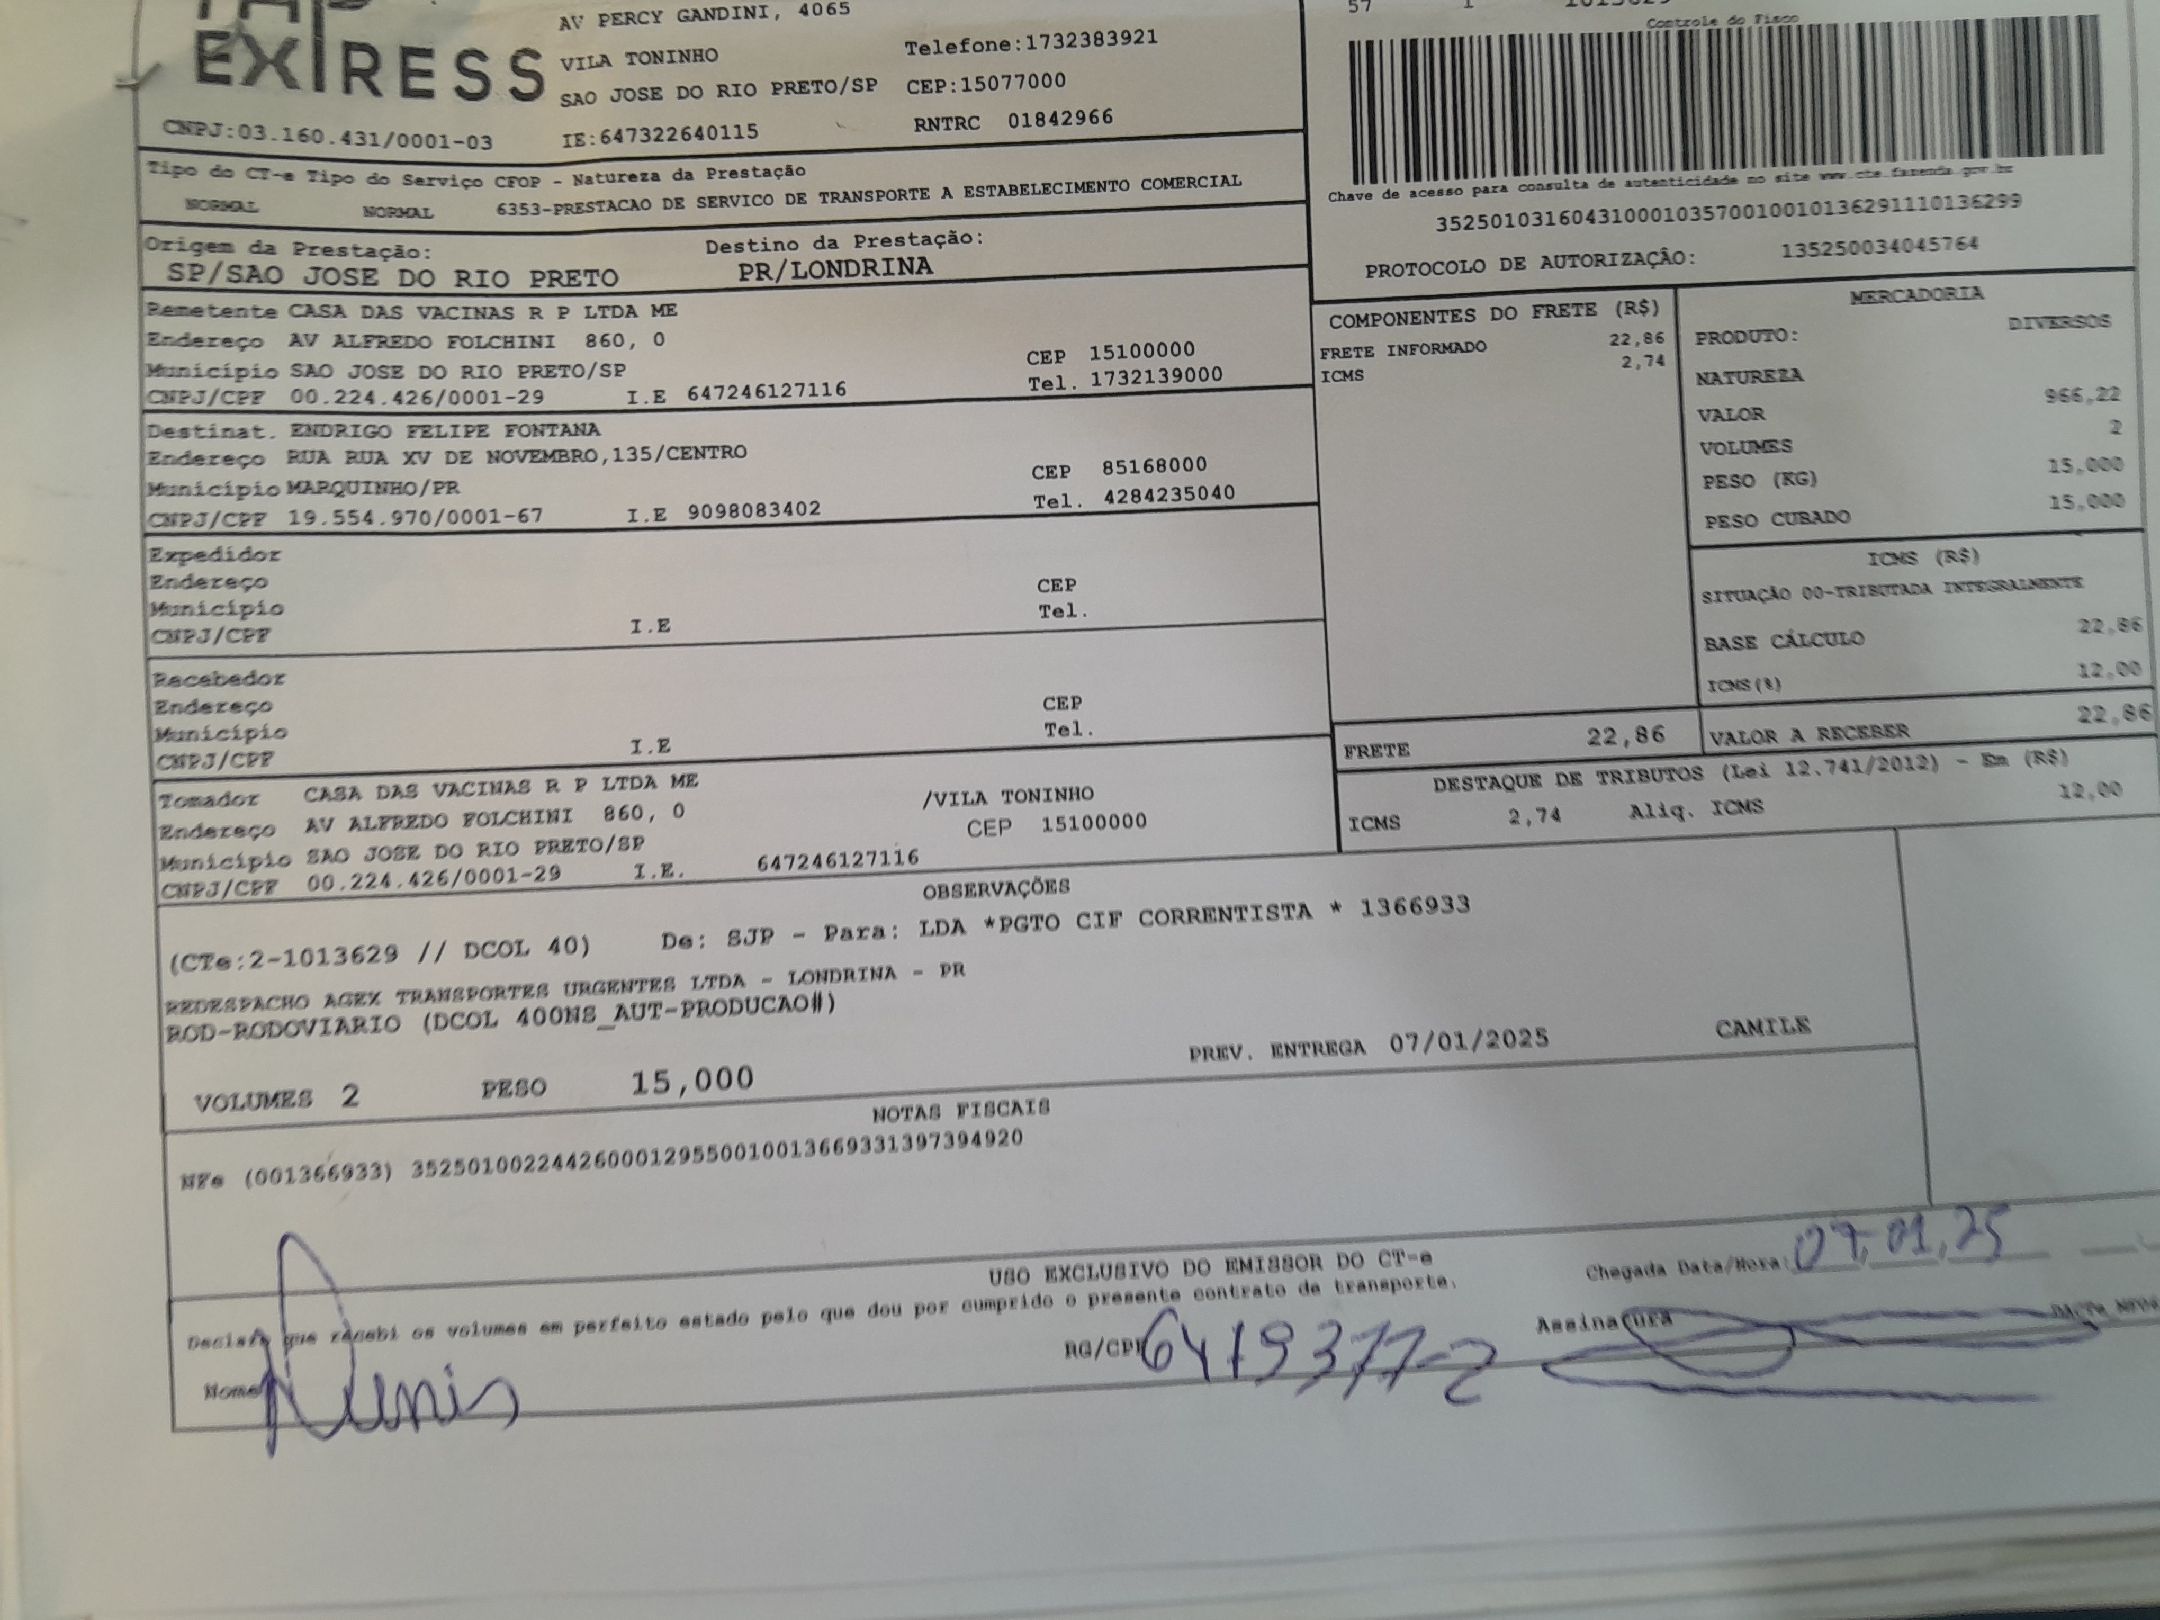 EXPRESS
AV PERCY GANDINI, 4065
VILA TONINHO
Telefone:1732383921
SAO JOSE DO RIO PRETO/SP CEP:15077000
CNPJ:03.160.431/0001-03 IE:647322640115 RNTRC 01842966
57 1
Controle do Fisco
Chave de acesso para consulta de autenticidade no site www.cte.fazenda.gov.br
35250103160431000103570010010136291110136299
PROTOCOLO DE AUTORIZAÇÂO: 135250034045764
Tipo do CT-e Tipo do Serviço CFOP - Natureza da Prestação
NORMAL NORMAL 6353-PRESTACAO DE SERVICO DE TRANSPORTE A ESTABELECIMENTO COMERCIAL
Origem da Prestação: Destino da Prestação:
SP/SAO JOSE DO RIO PRETO PR/LONDRINA
Remetente CASA DAS VACINAS R P LTDA ME
Endereço AV ALFREDO FOLCHINI 860, 0
Município SAO JOSE DO RIO PRETO/SP CEP 15100000
CNPJ/CPF 00.224.426/0001-29 I.E 647246127116 Tel. 1732139000
Destinat. ENDRIGO FELIPE FONTANA
Endereço RUA RUA XV DE NOVEMBRO,135/CENTRO
Município MARQUINHO/PR CEP 85168000
CNPJ/CPF 19.554.970/0001-67 I.E 9098083402 Tel. 4284235040
Expedidor
Endereço CEP
Município Tel.
CNPJ/CPF I.E
Recebedor
Endereço CEP
Município Tel.
CNPJ/CPF I.E
Tomador CASA DAS VACINAS R P LTDA ME
Endereço AV ALFREDO FOLCHINI 860, 0 /VILA TONINHO
Município SAO JOSE DO RIO PRETO/SP CEP 15100000
CNPJ/CPF 00.224.426/0001-29 I.E. 647246127116
COMPONENTES DO FRETE (R$)
FRETE INFORMADO 22,86
ICMS 2,74
MERCADORIA
PRODUTO: DIVERSOS
NATUREZA
VALOR 966,22
VOLUMES 2
PESO (KG) 15,000
PESO CUBADO 15,000
ICMS (R$)
SITUAÇÃO 00-TRIBUTADA INTEGRALMENTE
BASE CÁLCULO 22,86
ICMS(%) 12,00
FRETE 22,86 VALOR A RECEBER 22,86
DESTAQUE DE TRIBUTOS (Lei 12.741/2012) - Em (R$)
ICMS 2,74 Aliq. ICMS 12,00
OBSERVAÇÕES
(CTe:2-1013629 // DCOL 40) De: SJP - Para: LDA *PGTO CIF CORRENTISTA * 1366933
REDESPACHO AGEX TRANSPORTES URGENTES LTDA - LONDRINA - PR
ROD-RODOVIARIO (DCOL 400NS_AUT-PRODUCAO#)
VOLUMES 2 PESO 15,000 PREV. ENTREGA 07/01/2025 CAMILE
NOTAS FISCAIS
NFe (001366933) 35250100224426000129550010013669331397394920
USO EXCLUSIVO DO EMISSOR DO CT-e
Declaro que recebi os volumes em perfeito estado pelo que dou por cumprido o presente contrato de transporte.
Chegada Data/Hora: 07,01,25
Nome RG/CPF 6419377-2 Assinatura